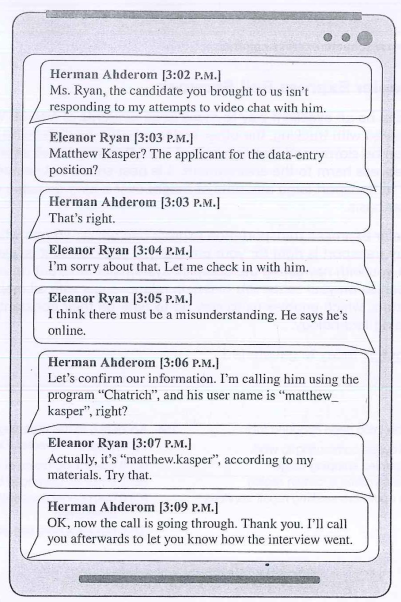 Herman Ahderom [3:02 P.M.]
Ms. Ryan, the candidate you brought to us isn't
responding to my attempts to video chat with him.
Eleanor Ryan [3:03 P.M.]
Matthew Kasper? The applicant for the data-entry
position?
Herman Ahderom [3:03 P.M.]
That's right.
Eleanor Ryan [3:04 P.M.]
I'm sorry about that. Let me check in with him.
Eleanor Ryan [3:05 P.M.]
I think there must be a misunderstanding. He says he's
online.
Herman Ahderom [3:06 P.M.]
Let's confirm our information. I'm calling him using the
program “Chatrich”, and his user name is “matthew_
kasper”, right?
Eleanor Ryan [3:07 P.M.]
Actually, it's “matthew.kasper”, according to my
materials. Try that.
Herman Ahderom [3:09 P.M.]
OK, now the call is going through. Thank you. I'll call
you afterwards to let you know how the interview went.